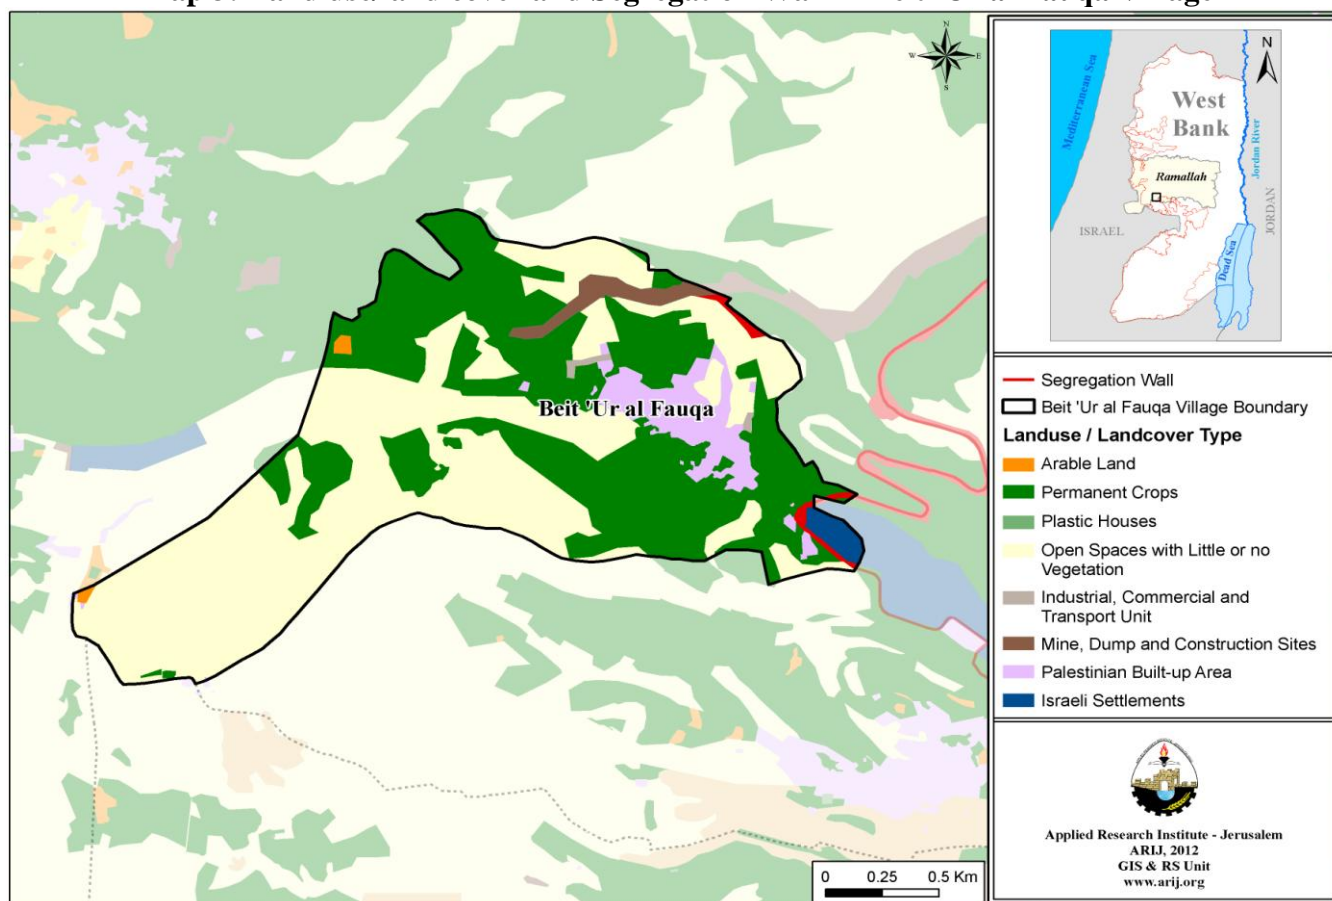 N
W
E
S
Beit 'Ur al Fauqa
0 0.25 0.5 Km
Mediterranean Sea
N
West
Bank
Jordan River
Ramallah
ISRAEL
JORDAN
Dead Sea
Segregation Wall
Beit 'Ur al Fauqa Village Boundary
Landuse / Landcover Type
Arable Land
Permanent Crops
Plastic Houses
Open Spaces with Little or no
Vegetation
Industrial, Commercial and
Transport Unit
Mine, Dump and Construction Sites
Palestinian Built-up Area
Israeli Settlements
Applied Research Institute - Jerusalem
ARIJ, 2012
GIS & RS Unit
www.arij.org